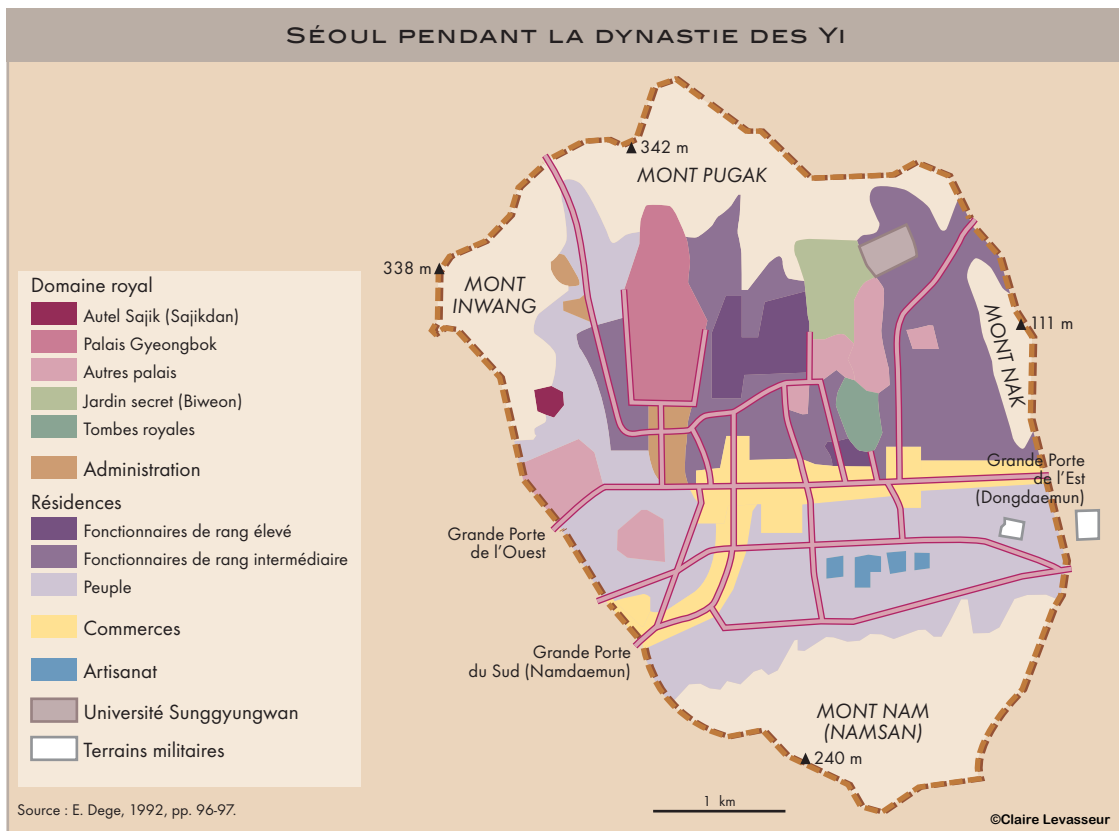 SÉOUL PENDANT LA DYNASTIE DES YI
342 m
MONT PUGAK
338 m
MONT
INWANG
111 m
MONT NAK
Grande Porte
de l'Est
(Dongdaemun)
Grande Porte
de l'Ouest
Grande Porte
du Sud (Namdaemun)
MONT NAM
(NAMSAN)
240 m
Domaine royal
Autel Sajik (Sajikdan)
Palais Gyeongbok
Autres palais
Jardin secret (Biweon)
Tombes royales
Administration
Résidences
Fonctionnaires de rang élevé
Fonctionnaires de rang intermédiaire
Peuple
Commerces
Artisanat
Université Sunggyungwan
Terrains militaires
Source : E. Dege, 1992, pp. 96-97.
1 km
©Claire Levasseur